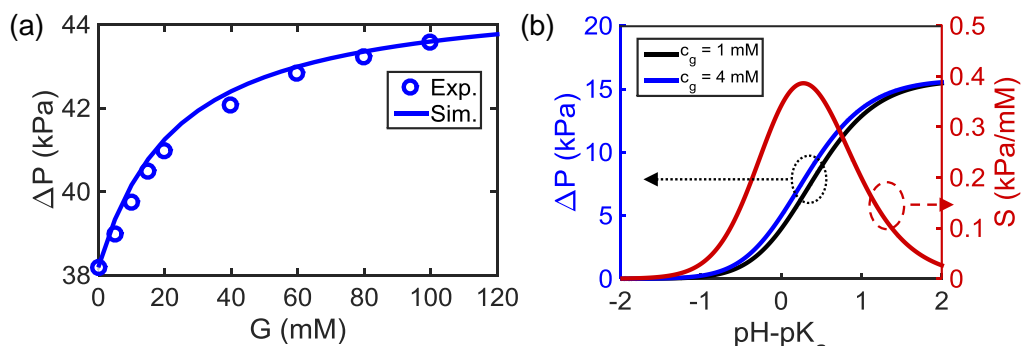 (a)
44
42
40
38
ΔP (kPa)
Exp.
Sim.
0 20 40 60 80 100 120
G (mM)
(b)
20
15
10
5
0
ΔP (kPa)
c_g = 1 mM
c_g = 4 mM
0.5
0.4
0.3
0.2
0.1
0
S (kPa/mM)
-2 -1 0 1 2
pH-pK